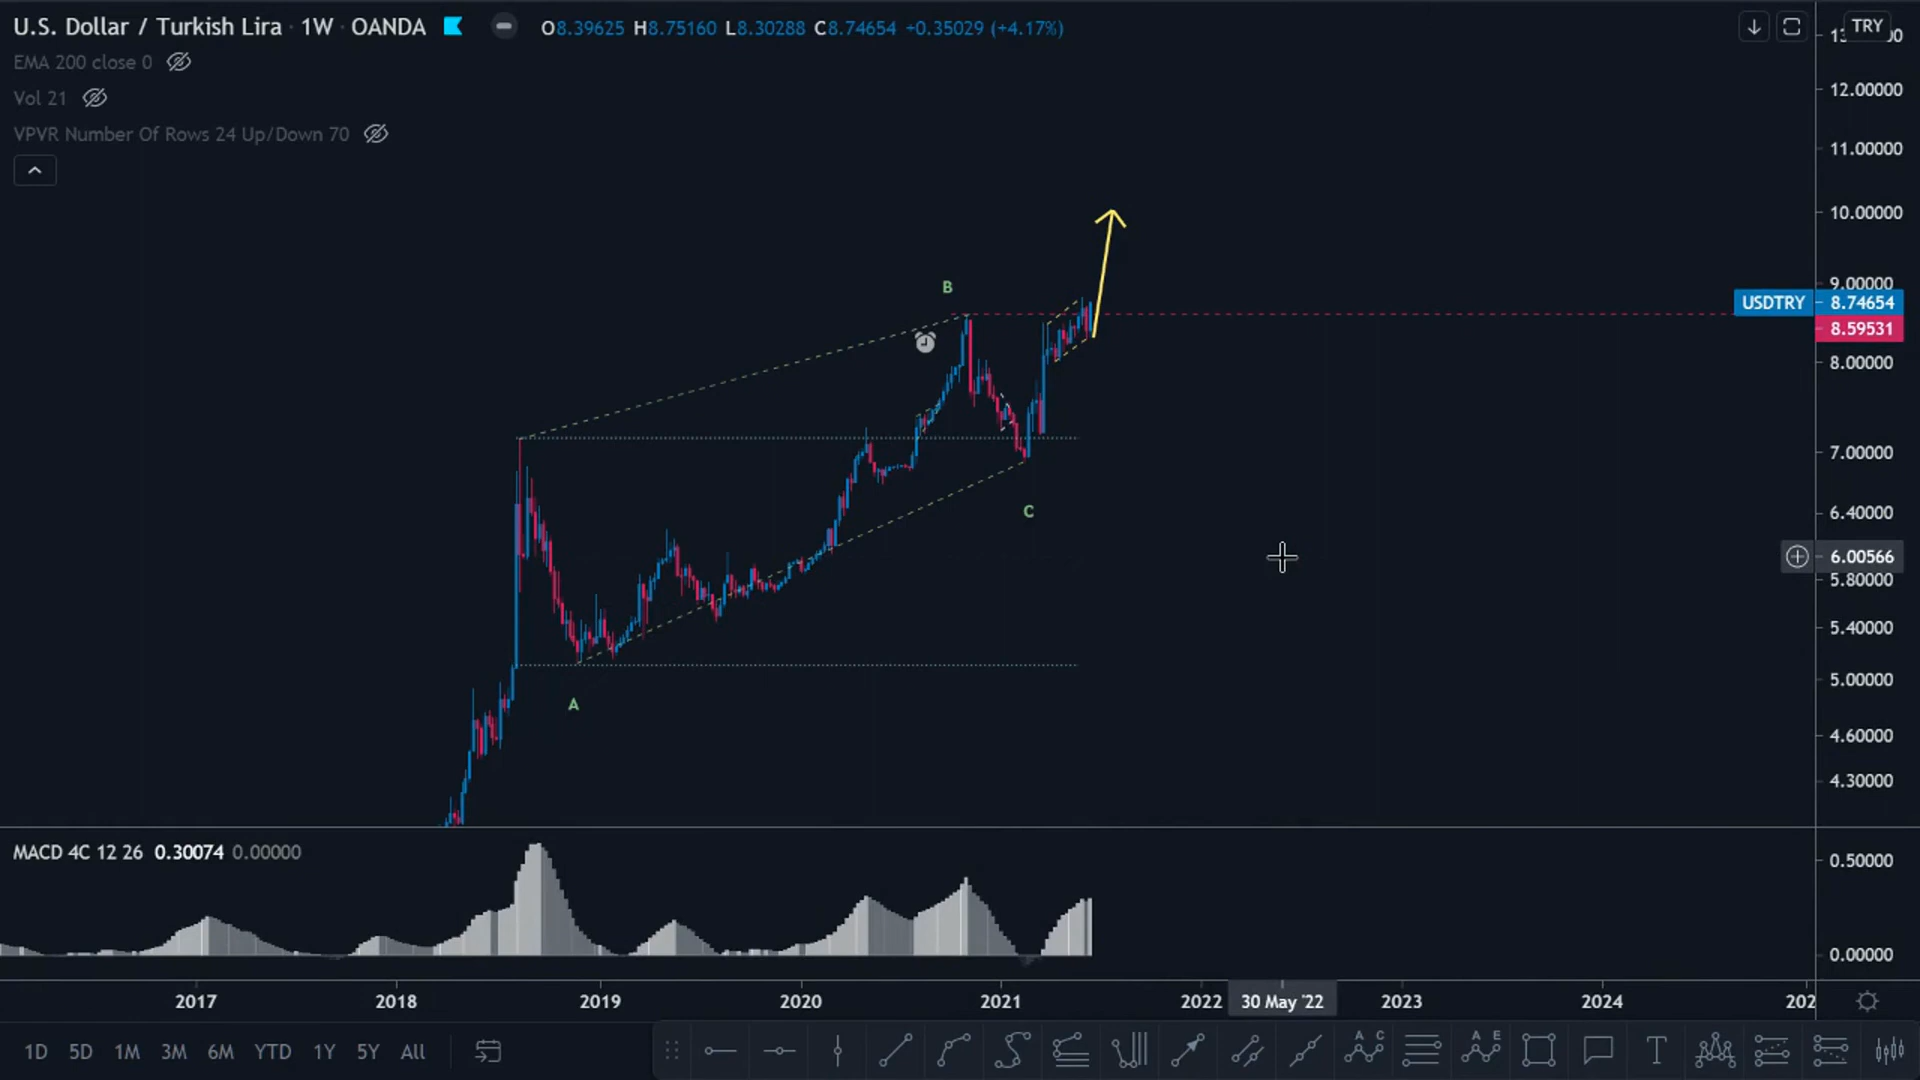 U.S. Dollar / Turkish Lira · 1W · OANDA
O8.39625 H8.75160 L8.30288 C8.74654 +0.35029 (+4.17%)
EMA 200 close 0
Vol 21
VPVR Number Of Rows 24 Up/Down 70
TRY
12.00000
11.00000
10.00000
9.00000
USDTRY 8.74654
8.59531
8.00000
7.00000
6.40000
6.00566
5.80000
5.40000
5.00000
4.60000
4.30000
B
C
A
MACD 4C 12 26 0.30074 0.00000
0.50000
0.00000
2017 2018 2019 2020 2021 2022 30 May '22 2023 2024
1D 5D 1M 3M 6M YTD 1Y 5Y All
A C
A E
T